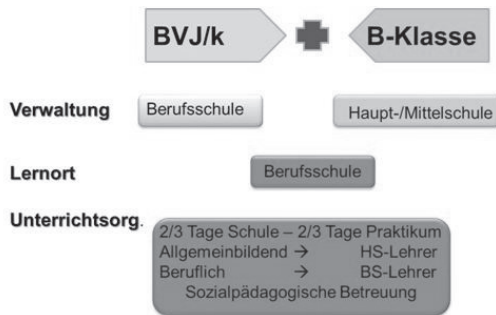 BVJ/k B-Klasse
Verwaltung Berufsschule Haupt-/Mittelschule
Lernort Berufsschule
Unterrichtsorg.
2/3 Tage Schule – 2/3 Tage Praktikum
Allgemeinbildend → HS-Lehrer
Beruflich → BS-Lehrer
Sozialpädagogische Betreuung